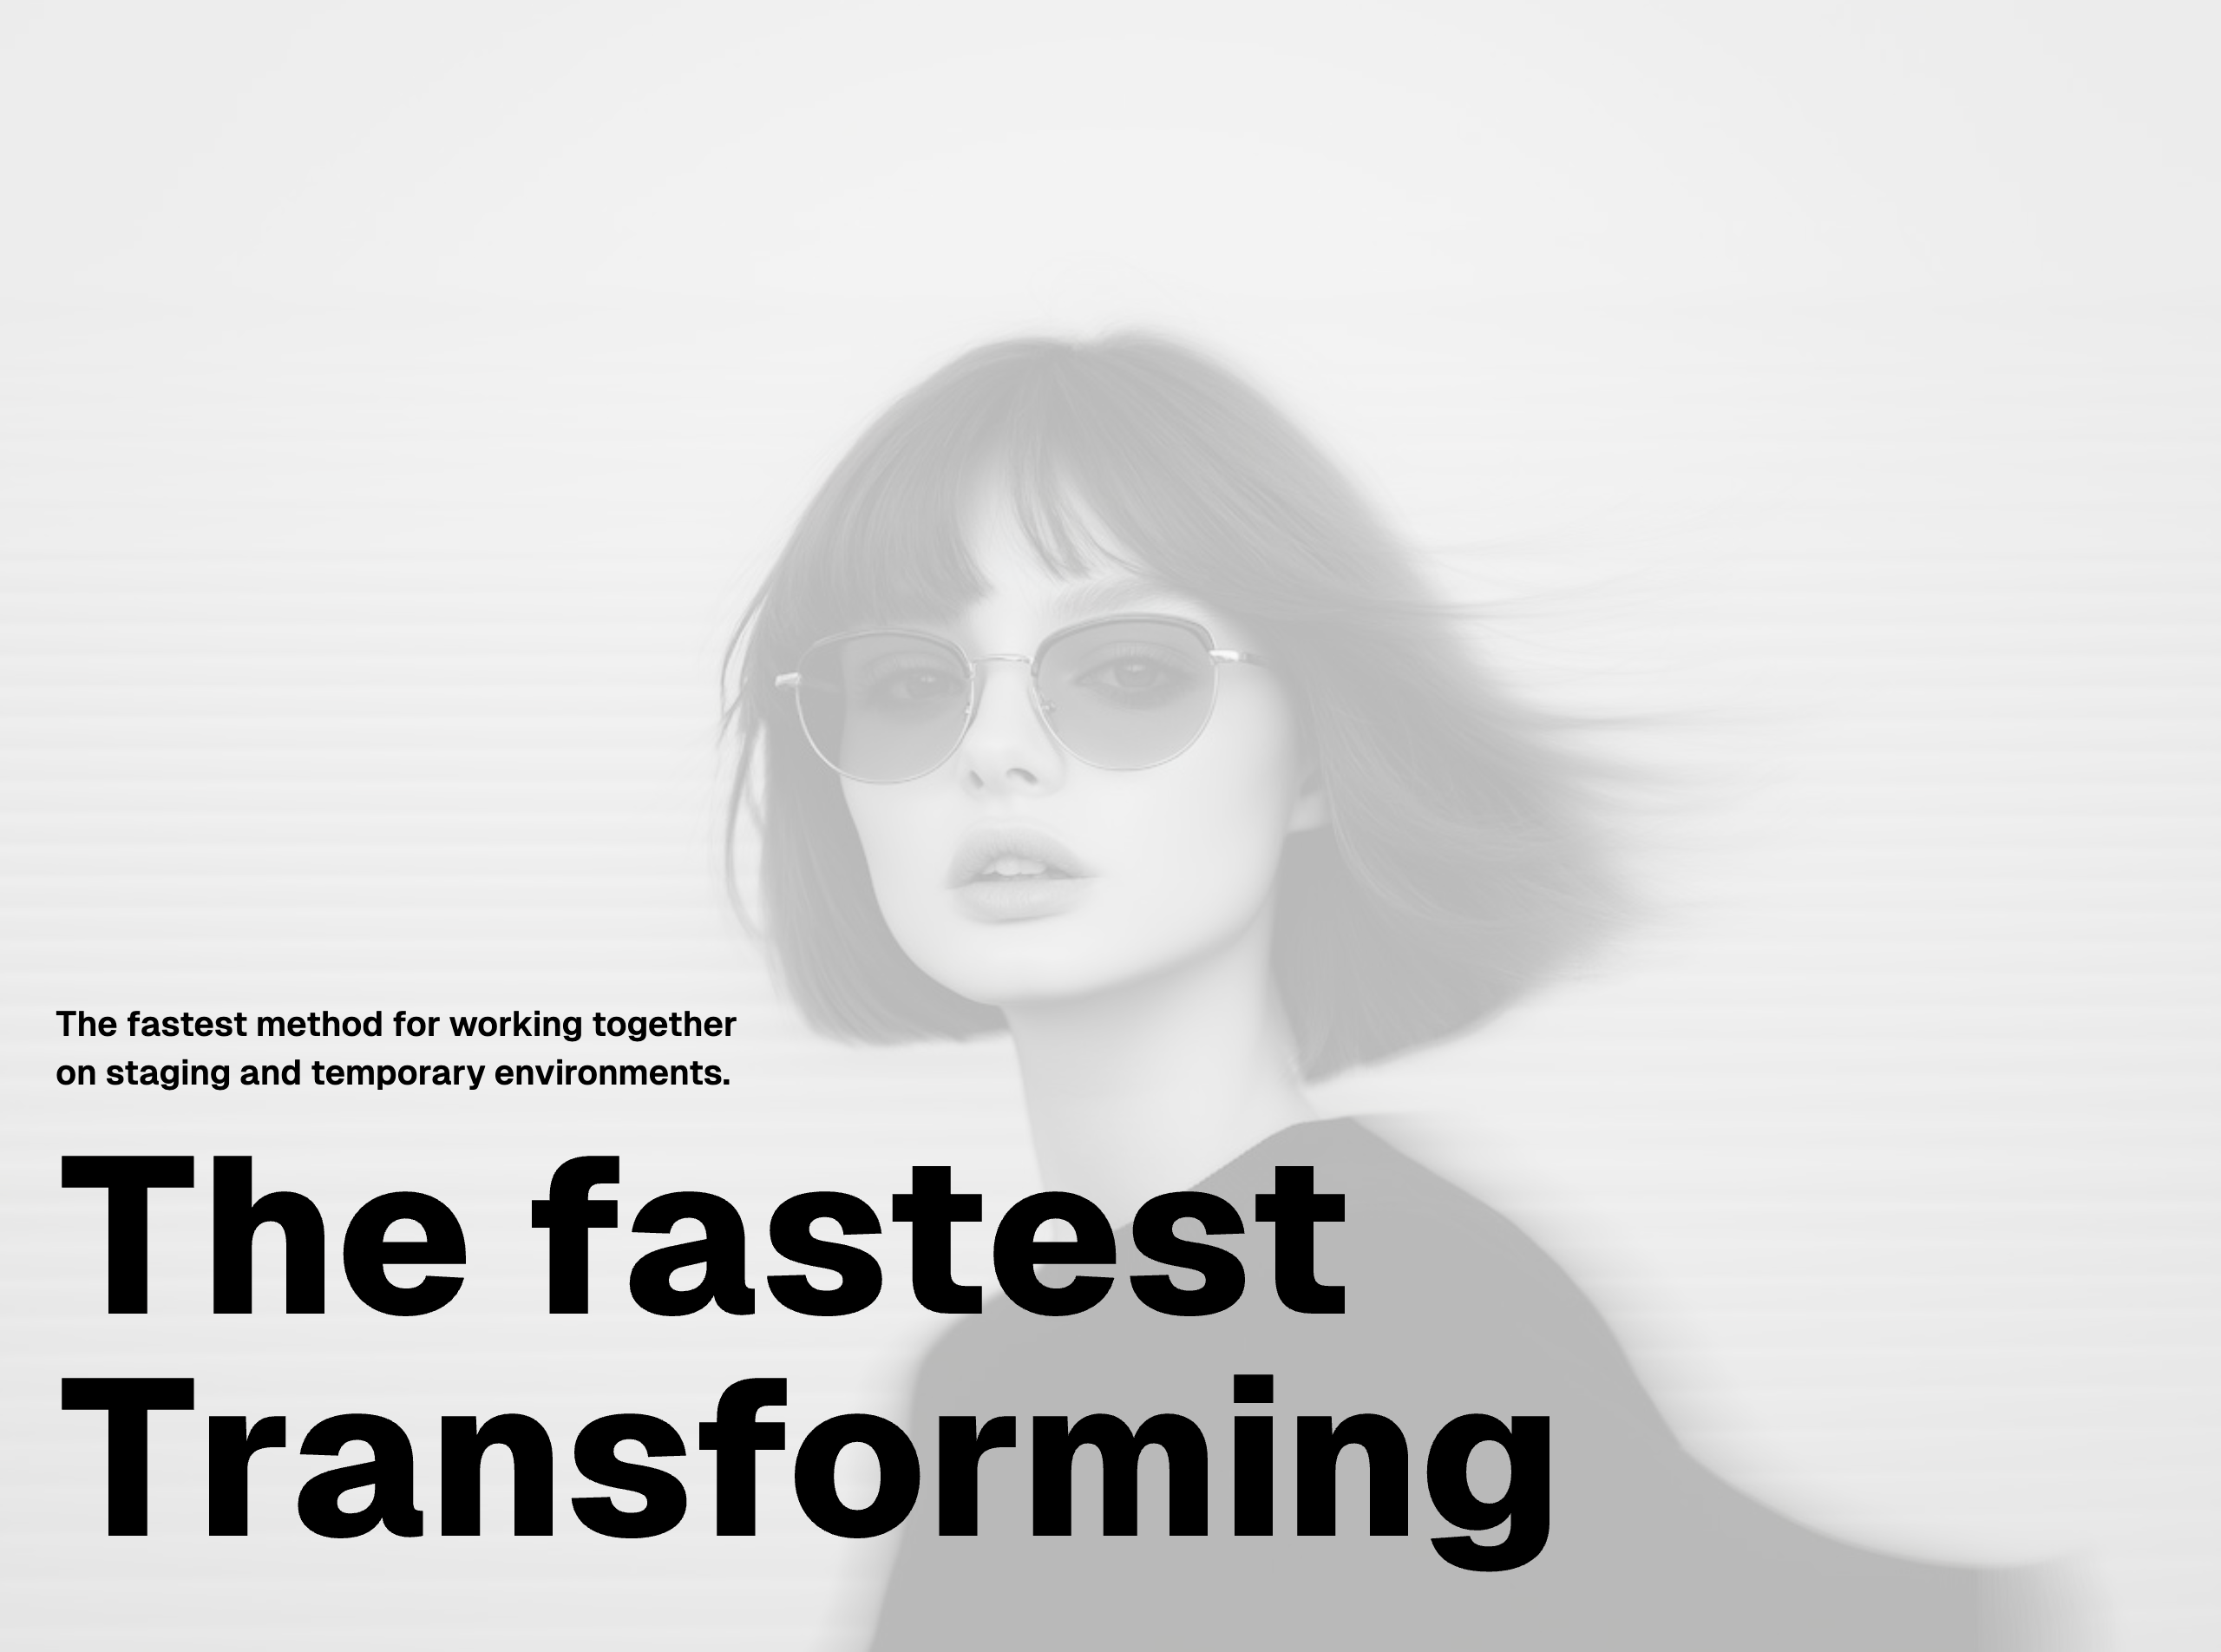 The fastest method for working together
on staging and temporary environments.
The fastest
Transforming